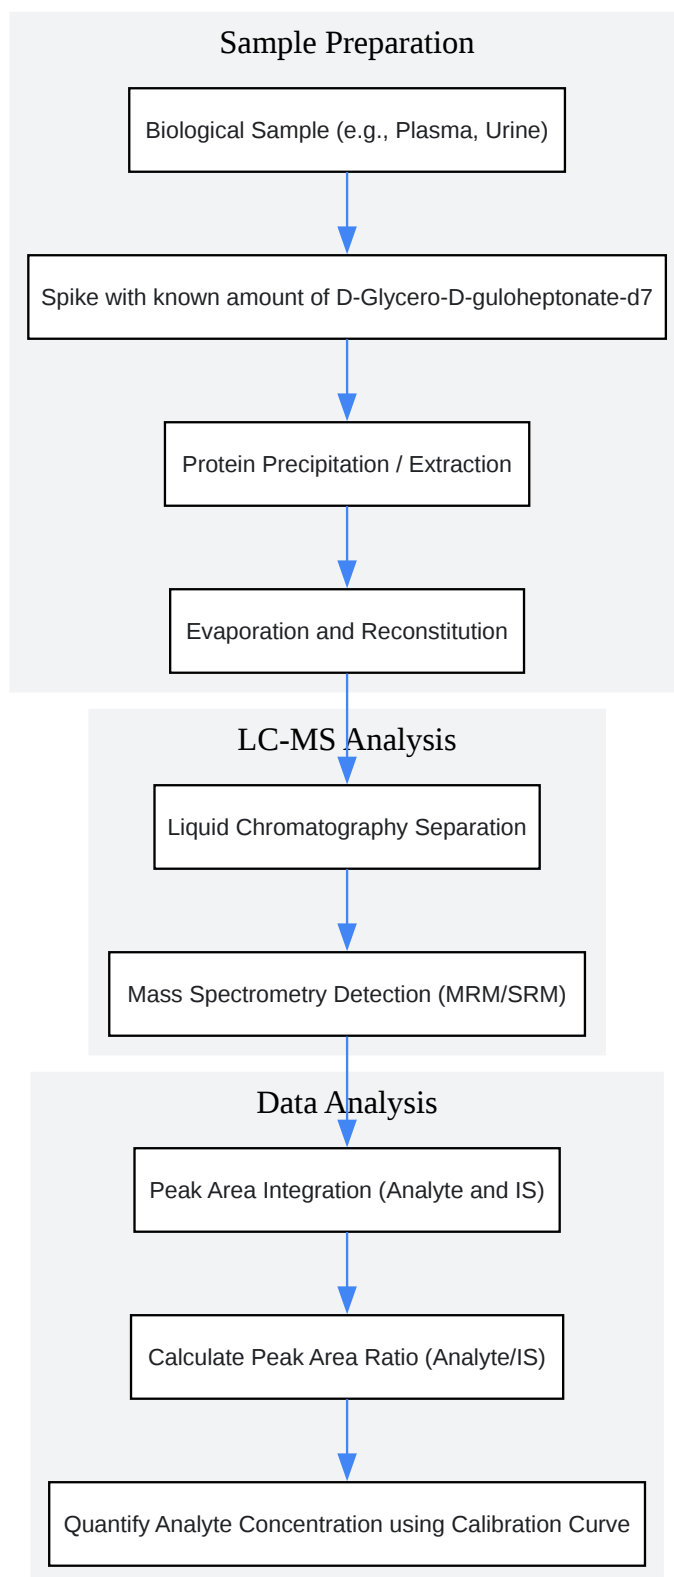 Sample Preparation
Biological Sample (e.g., Plasma, Urine)
Spike with known amount of D-Glycero-D-guloheptonate-d7
Protein Precipitation / Extraction
Evaporation and Reconstitution
LC-MS Analysis
Liquid Chromatography Separation
Mass Spectrometry Detection (MRM/SRM)
Data Analysis
Peak Area Integration (Analyte and IS)
Calculate Peak Area Ratio (Analyte/IS)
Quantify Analyte Concentration using Calibration Curve